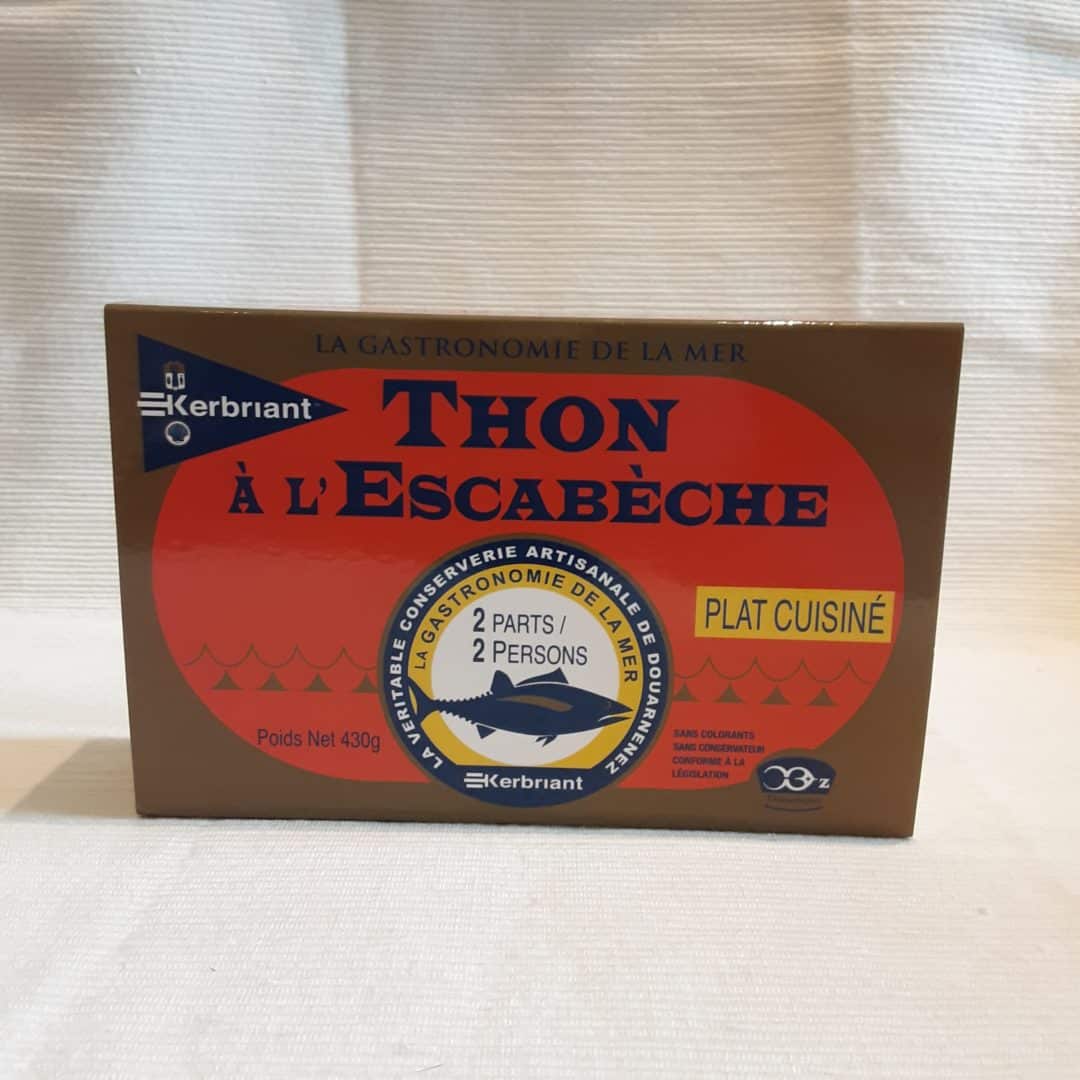 LA GASTRONOMIE DE LA MER
Kerbriant
THON
À L'ESCABÈCHE
LA VERITABLE CONSERVERIE ARTISANALE DE DOUARNENEZ
LA GASTRONOMIE DE LA MER
2 PARTS /
2 PERSONS
PLAT CUISINÉ
Poids Net 430g
SANS COLORANTS
SANS CONSERVATEUR
CONFORME À LA
LÉGISLATION
Kerbriant